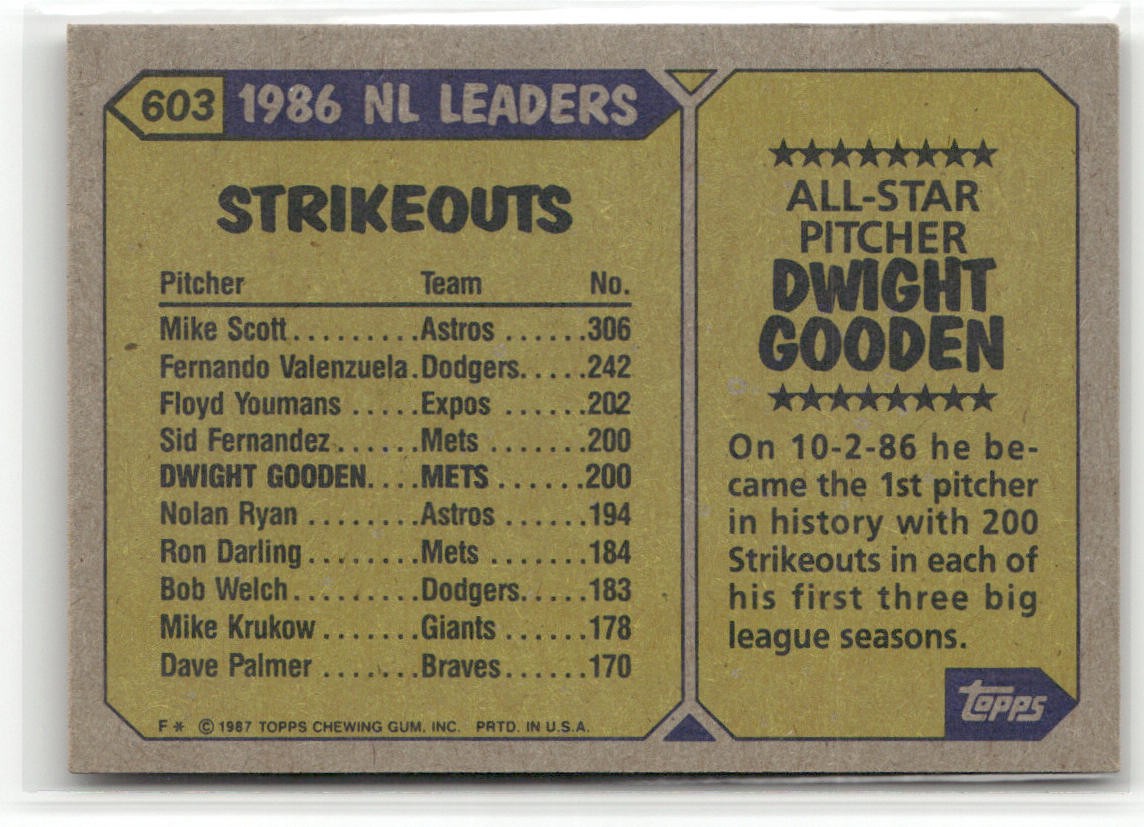 603 1986 NL LEADERS
STRIKEOUTS
Pitcher Team No.
Mike Scott.........Astros ......306
Fernando Valenzuela.Dodgers.....242
Floyd Youmans .....Expos ......202
Sid Fernandez......Mets ......200
DWIGHT GOODEN....METS ......200
Nolan Ryan ........Astros ......194
Ron Darling........Mets ......184
Bob Welch.........Dodgers.....183
Mike Krukow.......Giants ......178
Dave Palmer .......Braves......170
F* © 1987 TOPPS CHEWING GUM, INC. PRTD. IN U.S.A.
★★★★★★★★
ALL-STAR
PITCHER
DWIGHT
GOODEN
★★★★★★★★
On 10-2-86 he be-
came the 1st pitcher
in history with 200
Strikeouts in each of
his first three big
league seasons.
topps